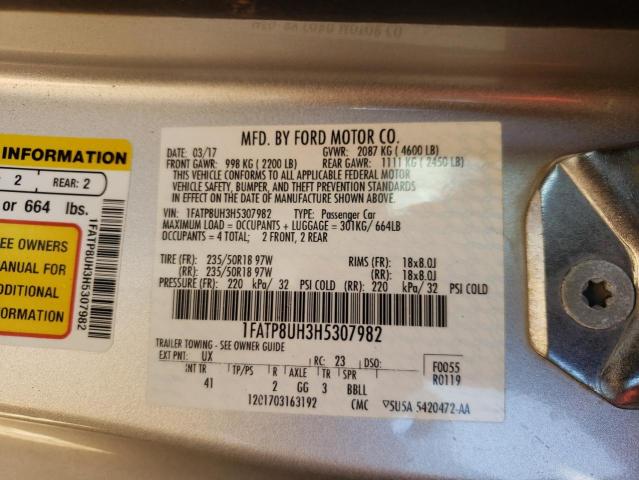 INFORMATION
2
REAR: 2
or 664 lbs.
SEE OWNERS
MANUAL FOR
ADDITIONAL
INFORMATION
1FATP8UH3H5307982
MFD. BY FORD MOTOR CO.
DATE: 03/17 GVWR: 2087 KG ( 4600 LB)
FRONT GAWR: 998 KG ( 2200 LB) REAR GAWR: 1111 KG ( 2450 LB)
THIS VEHICLE CONFORMS TO ALL APPLICABLE FEDERAL MOTOR
VEHICLE SAFETY, BUMPER, AND THEFT PREVENTION STANDARDS
IN EFFECT ON THE DATE OF MANUFACTURE SHOWN ABOVE.
VIN: 1FATP8UH3H5307982 TYPE: Passenger Car
MAXIMUM LOAD = OCCUPANTS + LUGGAGE = 301KG/ 664LB
OCCUPANTS = 4 TOTAL; 2 FRONT, 2 REAR
TIRE (FR): 235/50R18 97W RIMS (FR): 18x8.0J
(RR): 235/50R18 97W (RR): 18x8.0J
PRESSURE (FR): 220 kPa/ 32 PSI COLD (RR): 220 kPa/ 32 PSI COLD
1FATP8UH3H5307982
TRAILER TOWING - SEE OWNER GUIDE
EXT PNT: UX RC: 23 DSO: F0055
INT TR TP/PS R AXLE TR SPR R0119
41 2 GG 3 BBLL
1201703163192 CMC ▽SUSA 5420472-AA